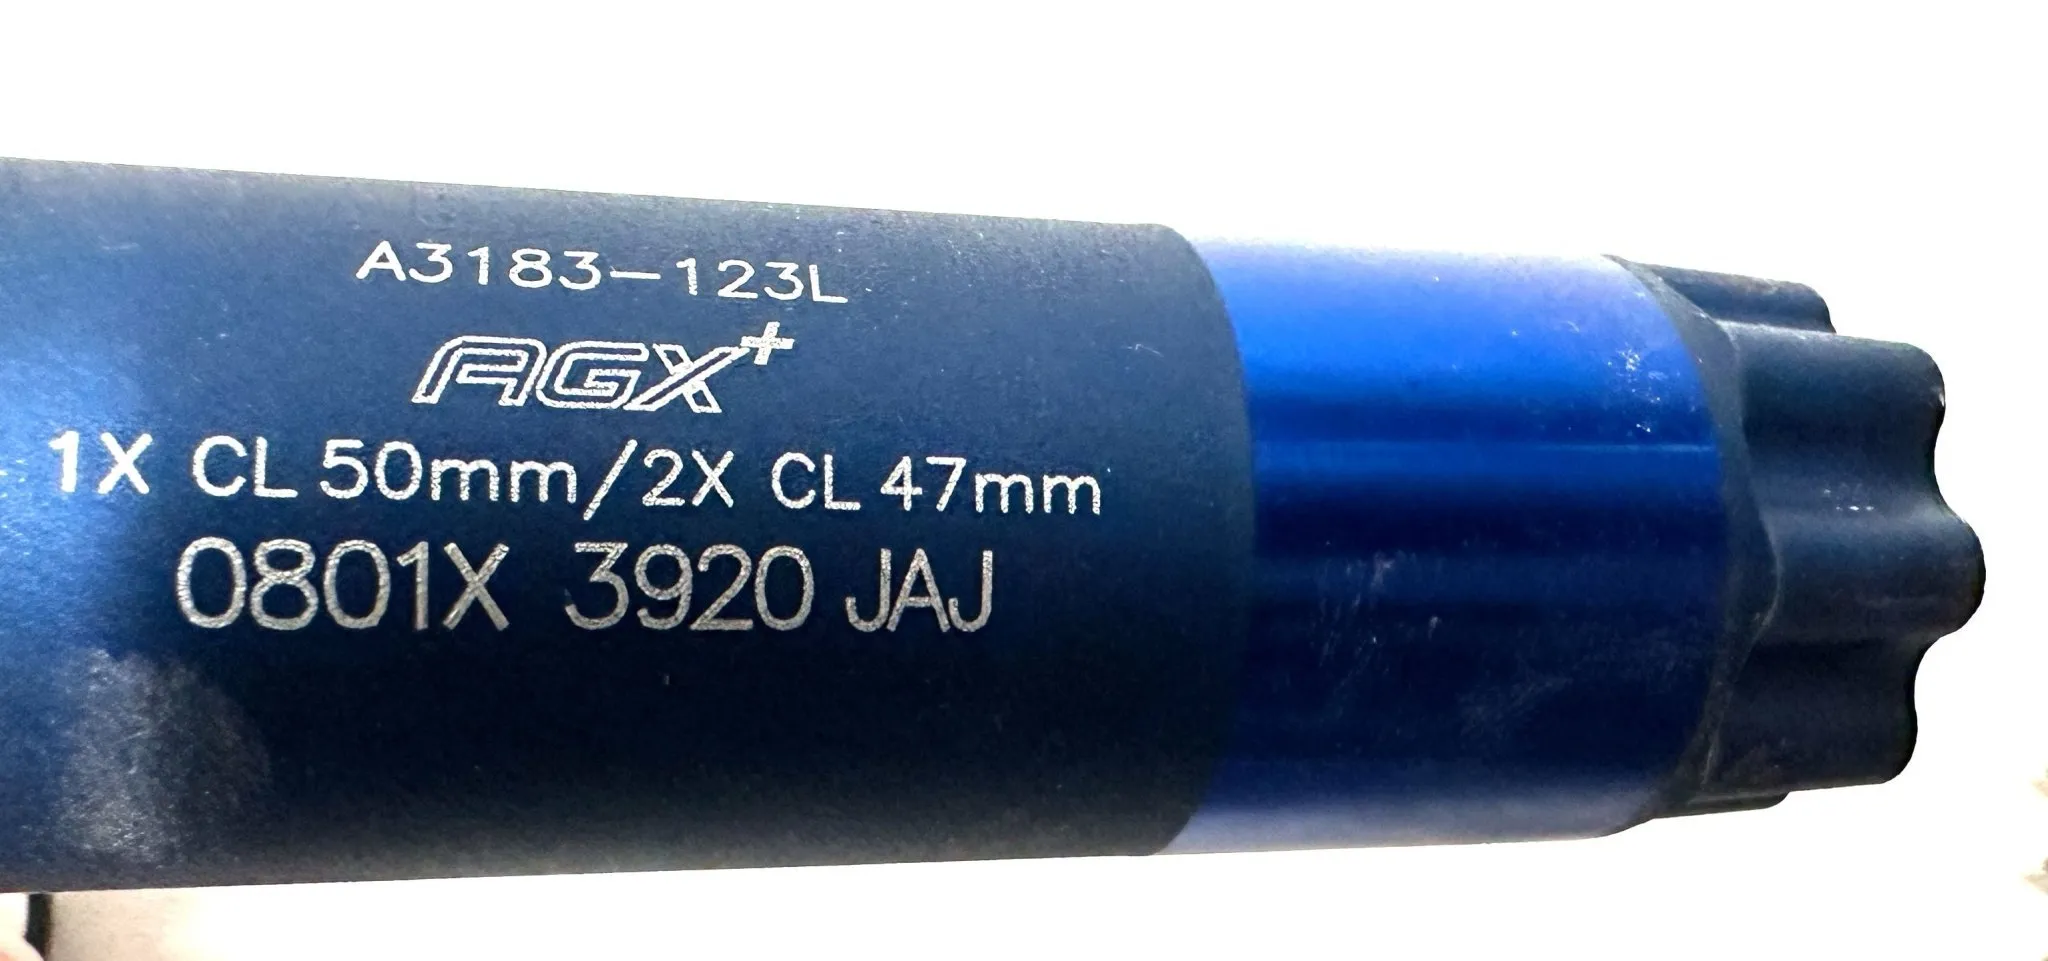 A3183-123L
AGX+
1X CL 50mm/2X CL 47mm
0801X 3920 JAJ